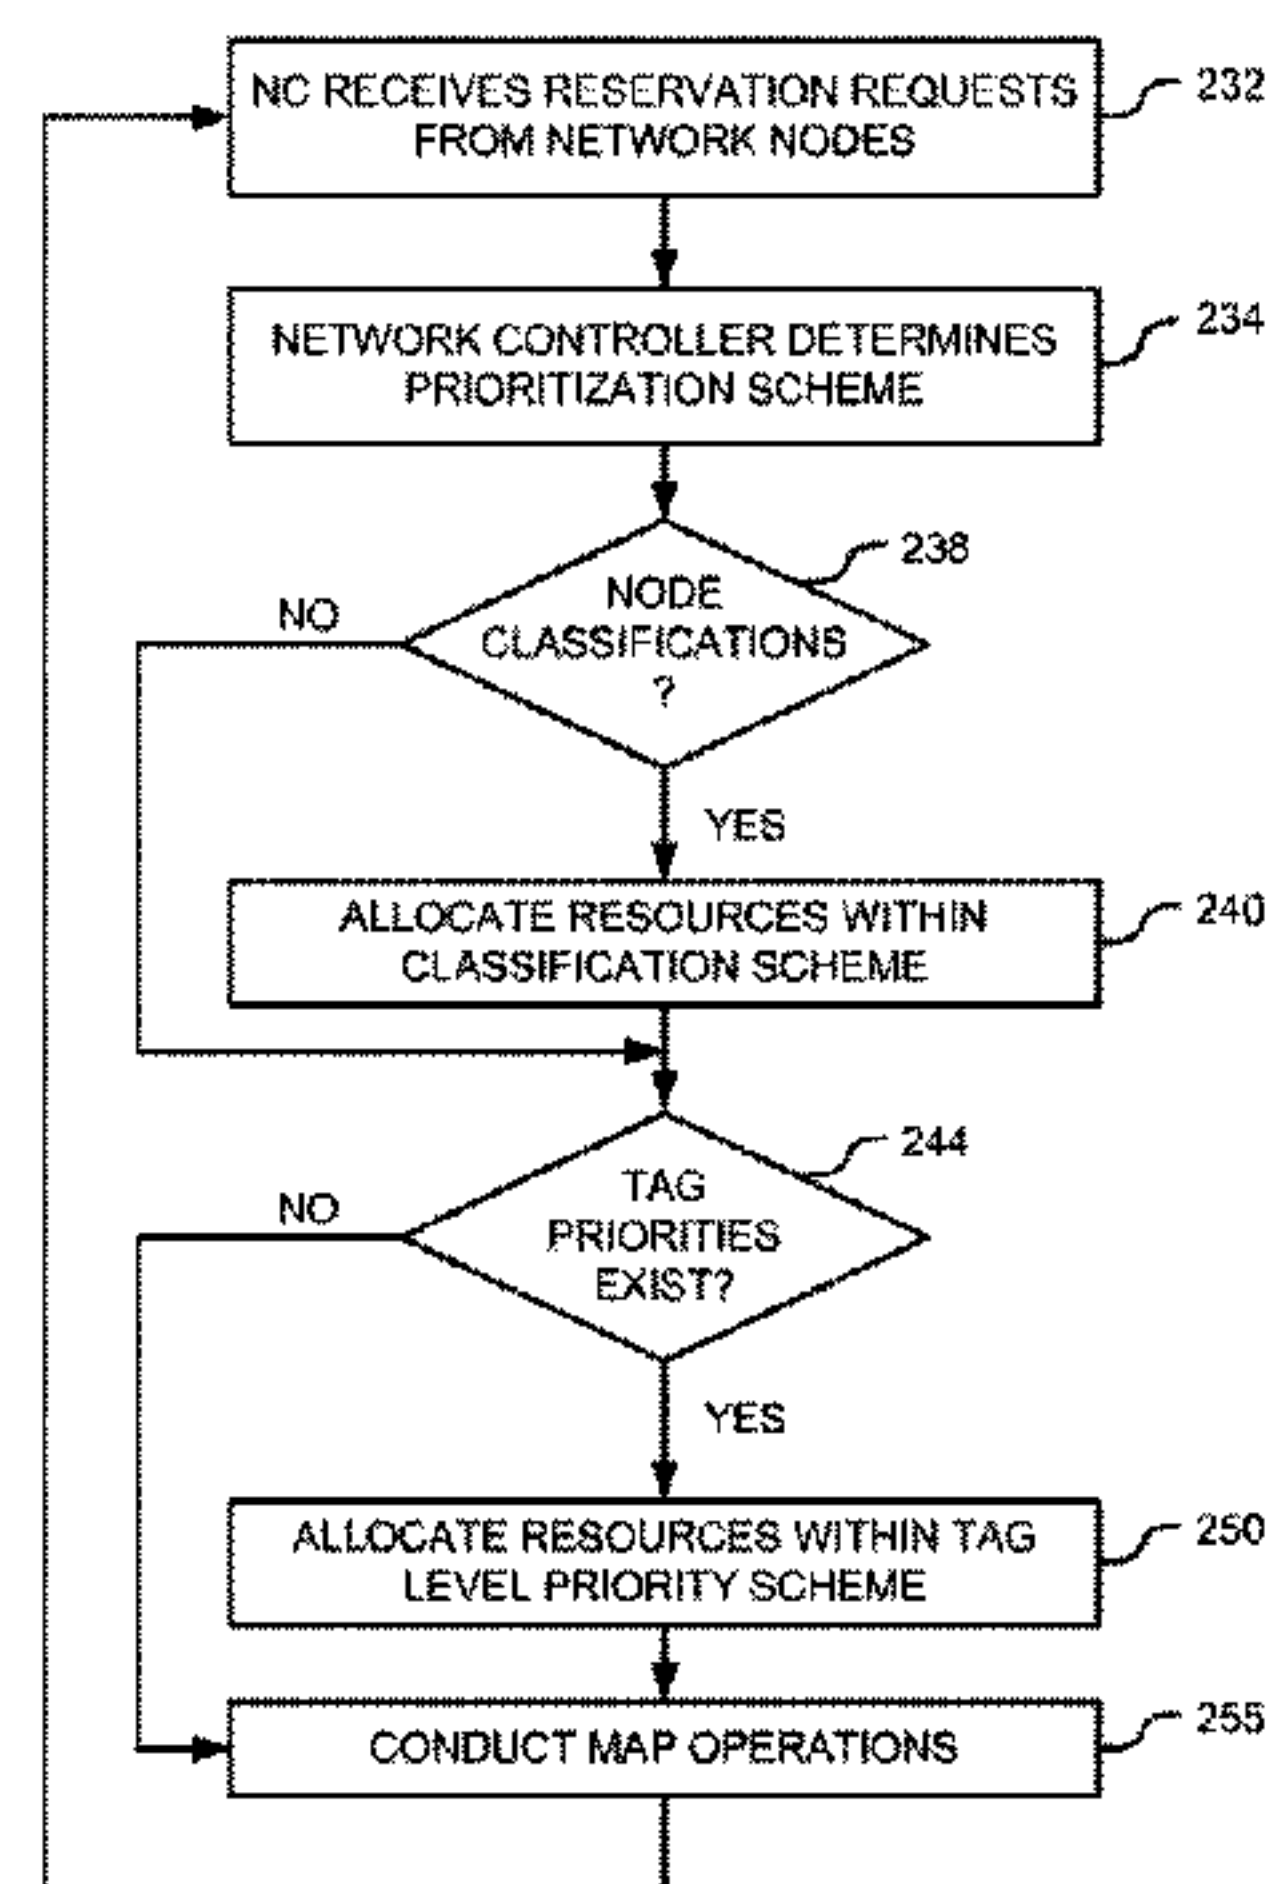 NC RECEIVES RESERVATION REQUESTS
FROM NETWORK NODES
232
NETWORK CONTROLLER DETERMINES
PRIORITIZATION SCHEME
234
238
NODE
CLASSIFICATIONS
?
NO
YES
ALLOCATE RESOURCES WITHIN
CLASSIFICATION SCHEME
240
244
TAG
PRIORITIES
EXIST?
NO
YES
ALLOCATE RESOURCES WITHIN TAG
LEVEL PRIORITY SCHEME
250
CONDUCT MAP OPERATIONS
255